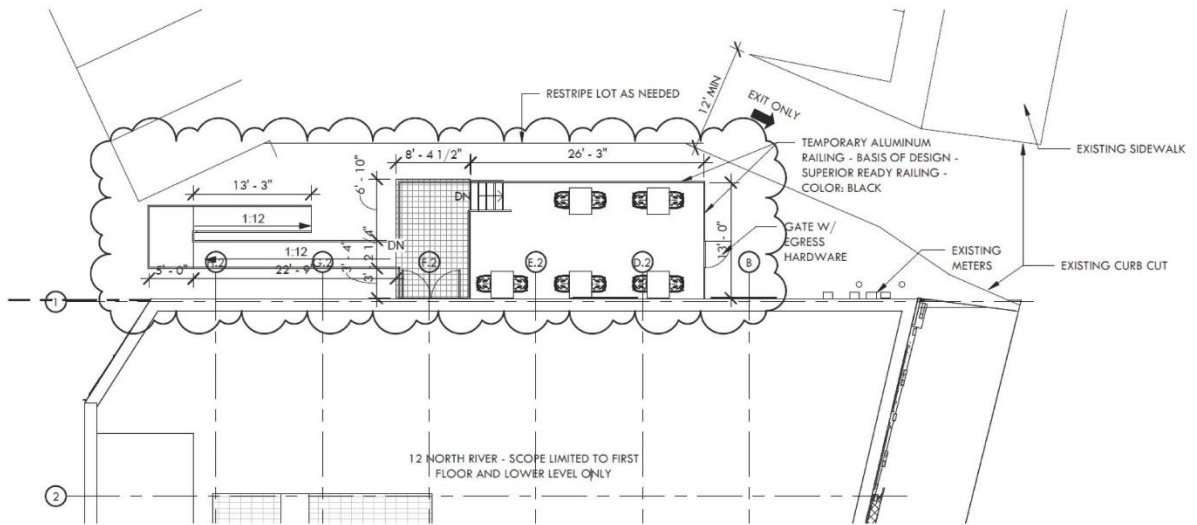 RESTRIPE LOT AS NEEDED
12' MIN
EXIT ONLY
8' - 4 1/2"
26' - 3"
TEMPORARY ALUMINUM
RAILING - BASIS OF DESIGN -
SUPERIOR READY RAILING -
COLOR: BLACK
EXISTING SIDEWALK
13' - 3"
6' - 10"
DN
1:12
1:12
DN
13' - 0"
GATE W/
EGRESS
HARDWARE
EXISTING
METERS
EXISTING CURB CUT
G.2
F.2
E.2
D.2
B
5' - 0"
1
12 NORTH RIVER - SCOPE LIMITED TO FIRST
FLOOR AND LOWER LEVEL ONLY
2